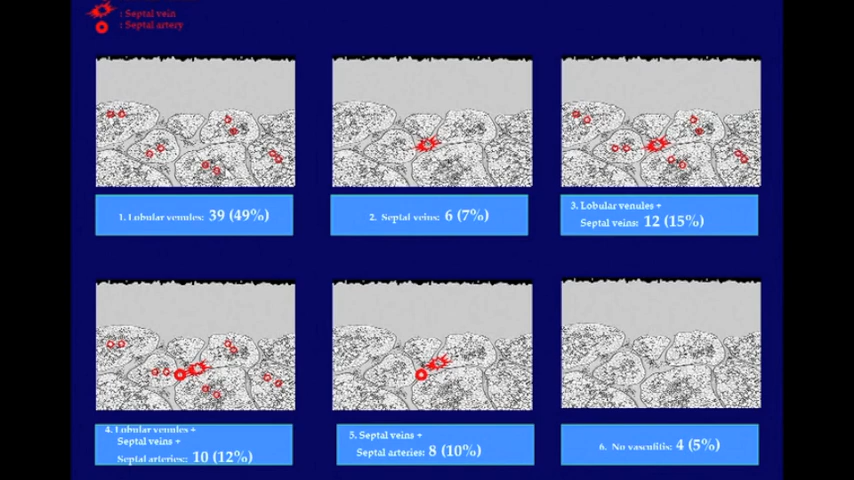 : Septal vein
: Septal artery
1. Lobular venules: 39 (49%)
2. Septal veins: 6 (7%)
3. Lobular venules +
Septal veins: 12 (15%)
4. Lobular venules +
Septal veins +
Septal arteries:: 10 (12%)
5. Septal veins +
Septal arteries: 8 (10%)
6. No vasculitis: 4 (5%)